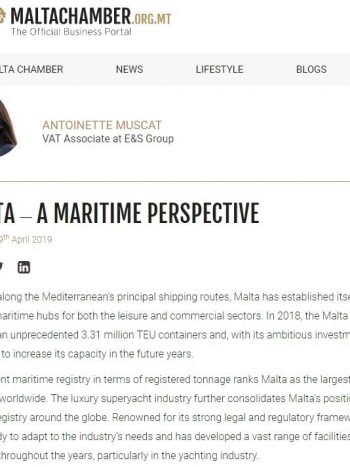 MALTACHAMBER.ORG.MT
The Official Business Portal
LTA CHAMBER NEWS LIFESTYLE BLOGS
ANTOINETTE MUSCAT
VAT Associate at E&S Group
TA – A MARITIME PERSPECTIVE
9th April 2019
along the Mediterranean's principal shipping routes, Malta has established itse
maritime hubs for both the leisure and commercial sectors. In 2018, the Malta
an unprecedented 3.31 million TEU containers and, with its ambitious investm
to increase its capacity in the future years.
ent maritime registry in terms of registered tonnage ranks Malta as the largest
worldwide. The luxury superyacht industry further consolidates Malta's positi
egistry around the globe. Renowned for its strong legal and regulatory framew
dy to adapt to the industry's needs and has developed a vast range of facilities
throughout the years, particularly in the yachting industry.